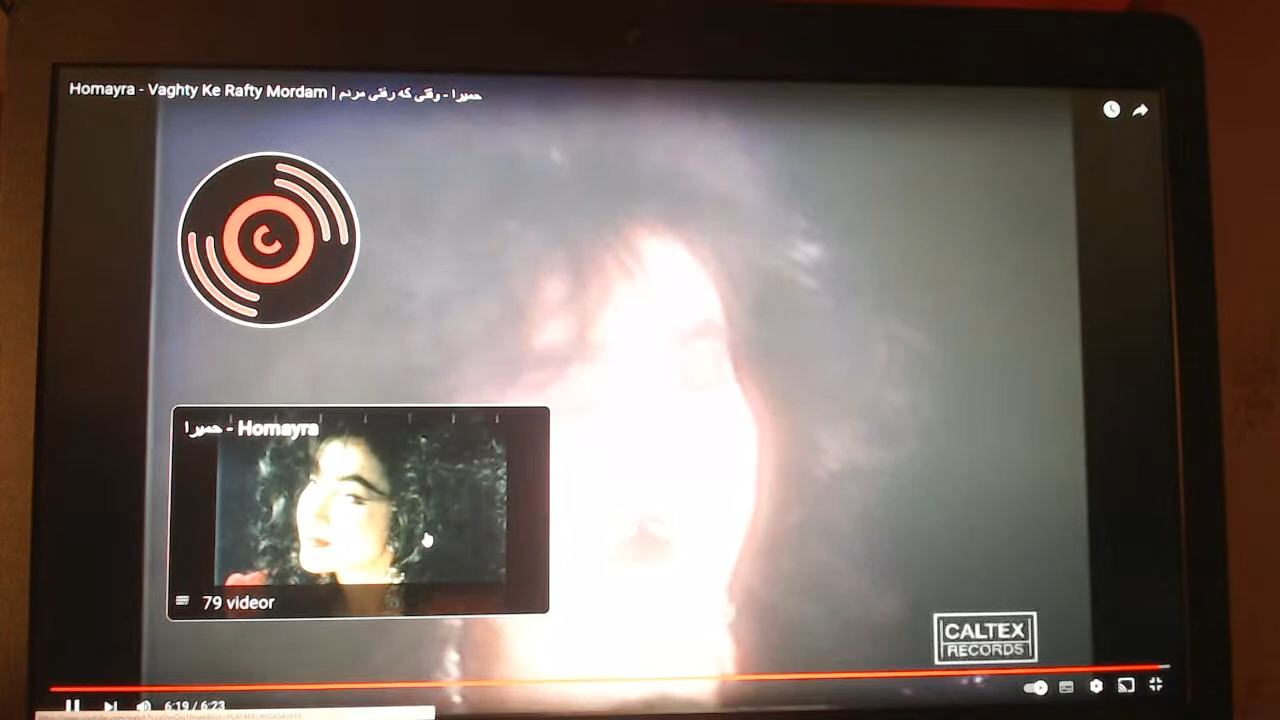 Homayra - Vaghty Ke Rafty Mordam | حمیرا - وقتی که رفتی مردم
حمیرا - Homayra
79 videor
CALTEX
RECORDS
6:19 / 6:23